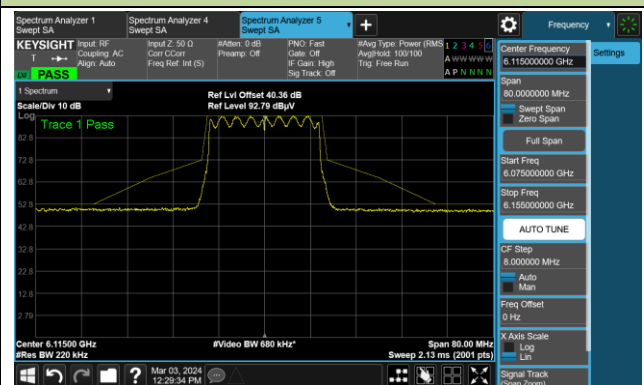 Spectrum Analyzer 1
Swept SA
Spectrum Analyzer 4
Swept SA
Spectrum Analyzer 5
Swept SA
Frequency
KEYSIGHT
Input: RF
Coupling: AC
Align: Auto
Input Z: 50 Ω
Corr CCorr
Freq Ref: Int (S)
#Atten: 0 dB
Preamp: Off
PNO: Fast
Gate: Off
IF Gain: High
Sig Track: Off
#Avg Type: Power (RMS
Avg|Hold: 100/100
Trig: Free Run
1 2 3 4 5 6
A W W W W W
A P N N N N
T
PASS
1 Spectrum
Scale/Div 10 dB
Ref Lvl Offset 40.36 dB
Ref Level 92.79 dBµV
Log
Trace 1 Pass
82.8
72.8
62.8
52.8
42.8
32.8
22.8
12.8
2.79
Center 6.11500 GHz
#Res BW 220 kHz
#Video BW 680 kHz*
Span 80.00 MHz
Sweep 2.13 ms (2001 pts)
Mar 03, 2024
12:29:34 PM
Center Frequency
6.115000000 GHz
Settings
Span
80.0000000 MHz
Swept Span
Zero Span
Full Span
Start Freq
6.075000000 GHz
Stop Freq
6.155000000 GHz
AUTO TUNE
CF Step
8.000000 MHz
Auto
Man
Freq Offset
0 Hz
X Axis Scale
Log
Lin
Signal Track
(Span Zoom)